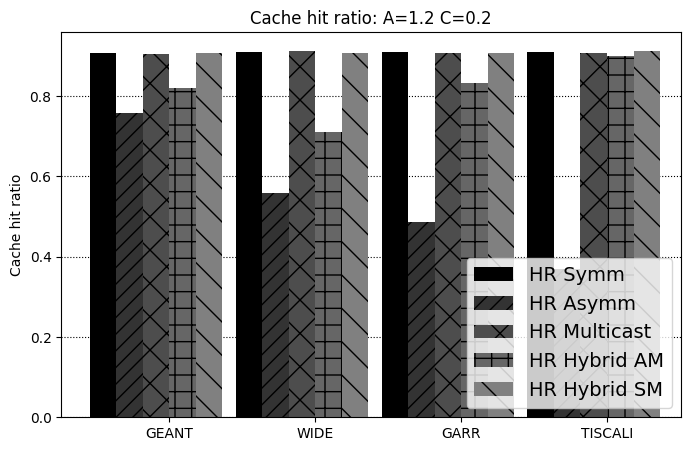 Cache hit ratio: A=1.2 C=0.2
Cache hit ratio
0.8
0.6
0.4
0.2
0.0
HR Symm
HR Asymm
HR Multicast
HR Hybrid AM
HR Hybrid SM
GEANT
WIDE
GARR
TISCALI